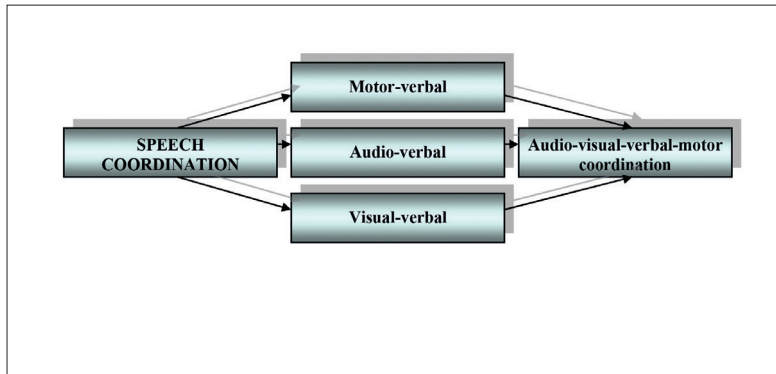 Motor-verbal
SPEECH
COORDINATION
Audio-verbal
Audio-visual-verbal-motor
coordination
Visual-verbal